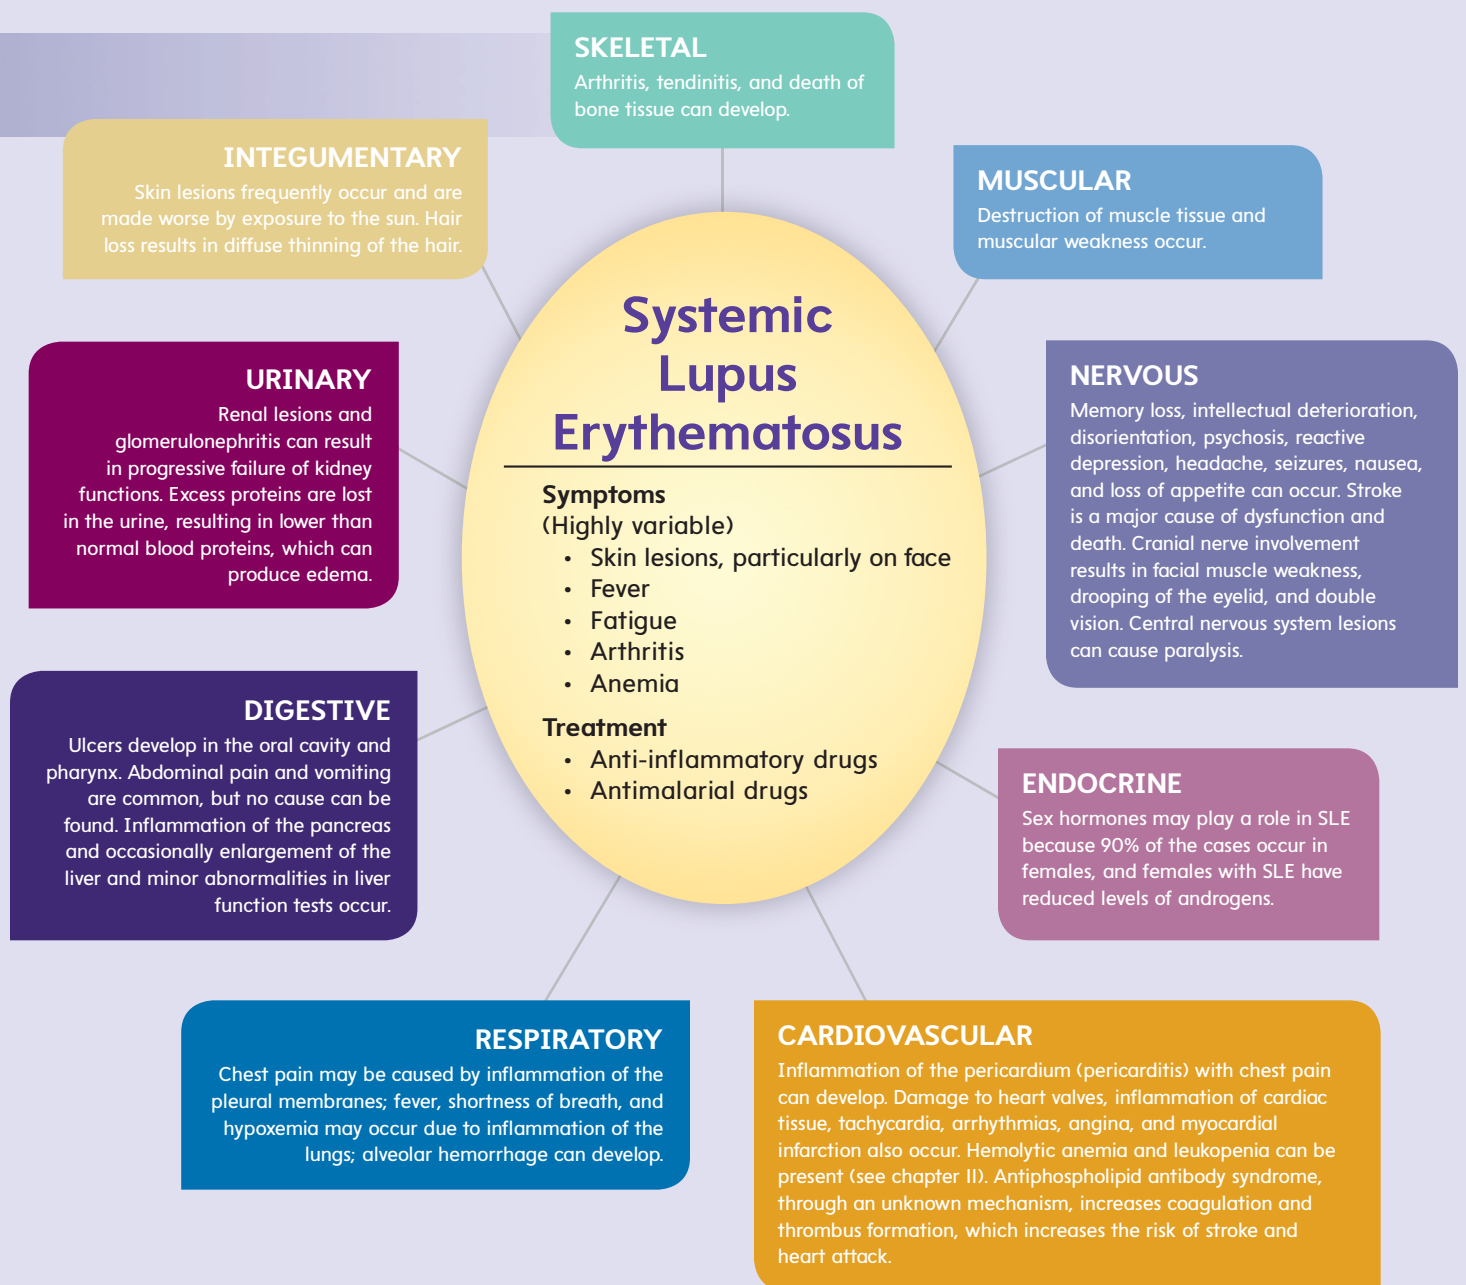 SKELETAL
Arthritis, tendinitis, and death of
bone tissue can develop.
INTEGUMENTARY
Skin lesions frequently occur and are
made worse by exposure to the sun. Hair
loss results in diffuse thinning of the hair.
MUSCULAR
Destruction of muscle tissue and
muscular weakness occur.
Systemic
Lupus
Erythematosus
Symptoms
(Highly variable)
• Skin lesions, particularly on face
• Fever
• Fatigue
• Arthritis
• Anemia
Treatment
• Anti-inflammatory drugs
• Antimalarial drugs
URINARY
Renal lesions and
glomerulonephritis can result
in progressive failure of kidney
functions. Excess proteins are lost
in the urine, resulting in lower than
normal blood proteins, which can
produce edema.
NERVOUS
Memory loss, intellectual deterioration,
disorientation, psychosis, reactive
depression, headache, seizures, nausea,
and loss of appetite can occur. Stroke
is a major cause of dysfunction and
death. Cranial nerve involvement
results in facial muscle weakness,
drooping of the eyelid, and double
vision. Central nervous system lesions
can cause paralysis.
DIGESTIVE
Ulcers develop in the oral cavity and
pharynx. Abdominal pain and vomiting
are common, but no cause can be
found. Inflammation of the pancreas
and occasionally enlargement of the
liver and minor abnormalities in liver
function tests occur.
ENDOCRINE
Sex hormones may play a role in SLE
because 90% of the cases occur in
females, and females with SLE have
reduced levels of androgens.
RESPIRATORY
Chest pain may be caused by inflammation of the
pleural membranes; fever, shortness of breath, and
hypoxemia may occur due to inflammation of the
lungs; alveolar hemorrhage can develop.
CARDIOVASCULAR
Inflammation of the pericardium (pericarditis) with chest pain
can develop. Damage to heart valves, inflammation of cardiac
tissue, tachycardia, arrhythmias, angina, and myocardial
infarction also occur. Hemolytic anemia and leukopenia can be
present (see chapter II). Antiphospholipid antibody syndrome,
through an unknown mechanism, increases coagulation and
thrombus formation, which increases the risk of stroke and
heart attack.